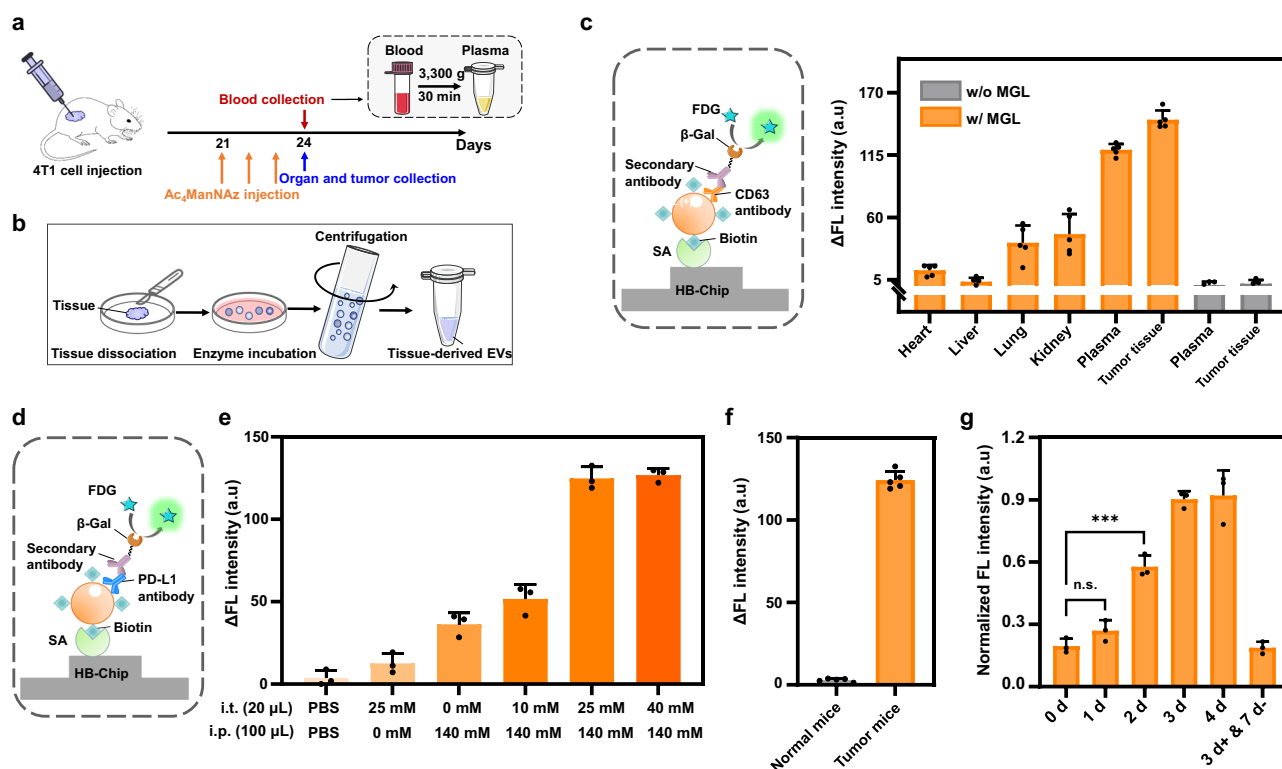 a
4T1 cell injection
Blood
Plasma
3,300 g
30 min
Blood collection
21
24
Days
Ac₄ManNAz injection
Organ and tumor collection
b
Tissue
Tissue dissociation
Enzyme incubation
Centrifugation
Tissue-derived EVs
c
FDG
β-Gal
Secondary
antibody
CD63
antibody
Biotin
SA
HB-Chip
ΔFL intensity (a.u)
170
115
60
5
w/o MGL
w/ MGL
Heart
Liver
Lung
Kidney
Plasma
Tumor tissue
Plasma
Tumor tissue
d
FDG
β-Gal
Secondary
antibody
PD-L1
antibody
Biotin
SA
HB-Chip
e
ΔFL intensity (a.u)
150
100
50
0
i.t. (20 μL) PBS 25 mM 0 mM 10 mM 25 mM 40 mM
i.p. (100 μL) PBS 0 mM 140 mM 140 mM 140 mM 140 mM
f
ΔFL intensity (a.u)
150
100
50
0
Normal mice
Tumor mice
g
Normalized FL intensity (a.u)
1.2
0.9
0.6
0.3
0.0
***
n.s.
0 d
1 d
2 d
3 d
4 d
3 d+ & 7 d-